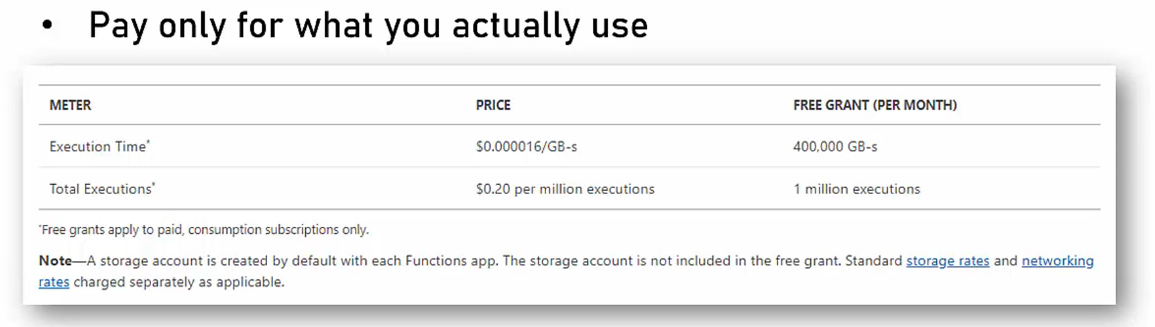 • Pay only for what you actually use
METER PRICE FREE GRANT (PER MONTH)
Execution Time* $0.000016/GB-s 400,000 GB-s
Total Executions* $0.20 per million executions 1 million executions
*Free grants apply to paid, consumption subscriptions only.
Note—A storage account is created by default with each Functions app. The storage account is not included in the free grant. Standard storage rates and networking
rates charged separately as applicable.